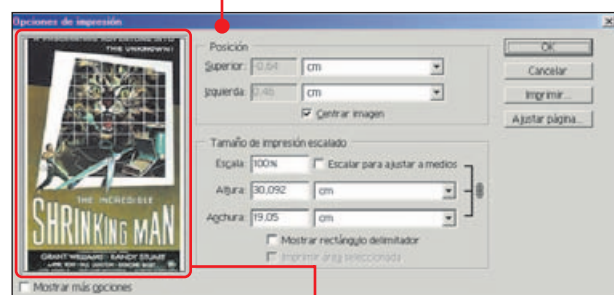 Opciones de impresión
THE UNKNOWN!
THE INCREDIBLE
SHRINKING MAN
GRANT WILLIAMS · RANDY STUART
Posición
Superior: -0,64 cm
Izquierda: 0,46 cm
Centrar imagen
Tamaño de impresión escalado
Escala: 100% Escalar para ajustar a medios
Altura: 30,092 cm
Anchura: 19,05 cm
Mostrar rectángulo delimitador
Imprimir área seleccionada
OK
Cancelar
Imprimir...
Ajustar página...
Mostrar más opciones